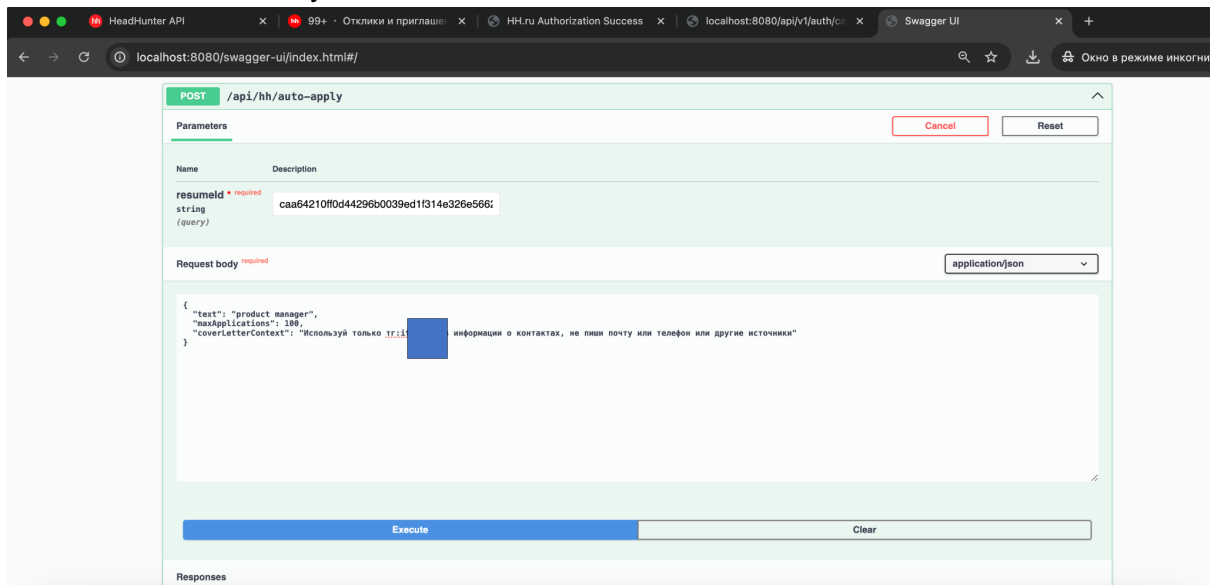 HeadHunter API
99+ · Отклики и приглаше
HH.ru Authorization Success
localhost:8080/api/v1/auth/ca
Swagger UI
localhost:8080/swagger-ui/index.html#/
Окно в режиме инкогни
POST /api/hh/auto-apply
Parameters
Cancel
Reset
Name Description
resumeId * required
string
(query)
caa64210ff0d44296b0039ed1f314e326e5662
Request body required
application/json
{
"text": "product manager",
"maxApplications": 100,
"coverLetterContext": "Используй только тг:i информации о контактах, не пиши почту или телефон или другие источники"
}
Execute
Clear
Responses